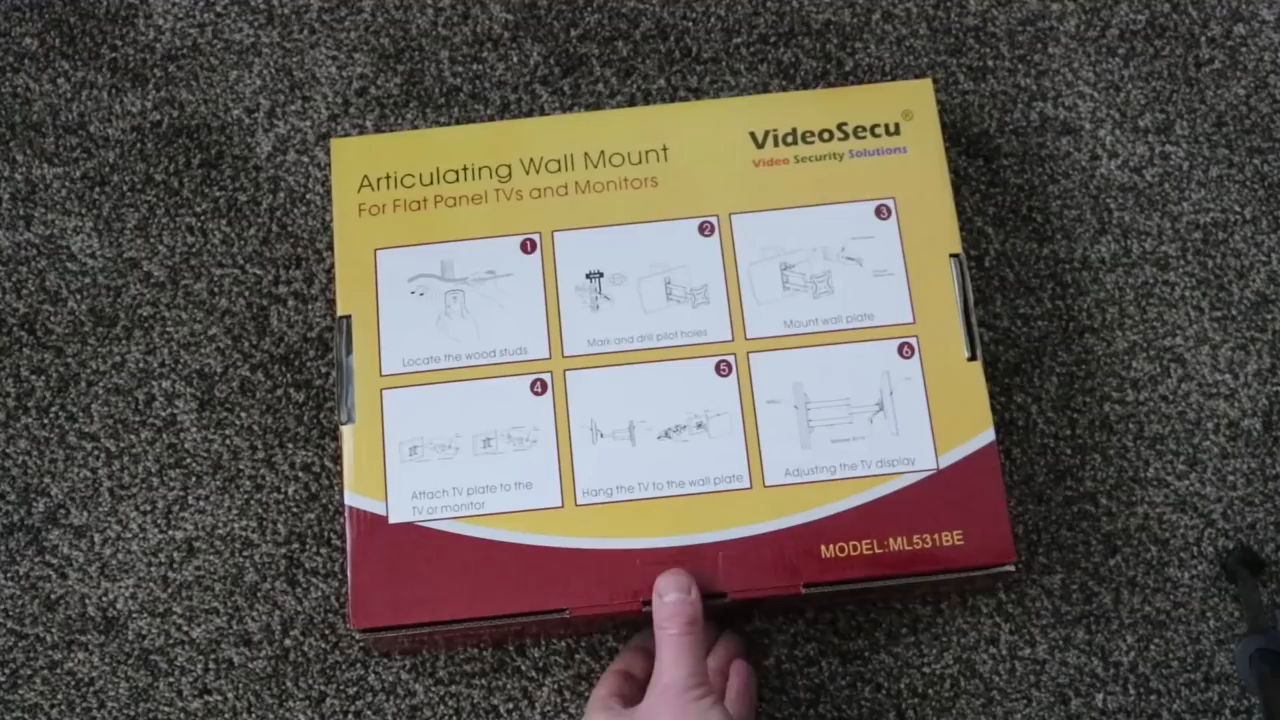 Articulating Wall Mount
For Flat Panel TVs and Monitors
VideoSecu®
Video Security Solutions
1
Locate the wood studs
2
Mark and drill pilot holes
3
Mount wall plate
4
Attach TV plate to the
TV or monitor
5
Hang the TV to the wall plate
6
Adjusting the TV display
MODEL:ML531BE